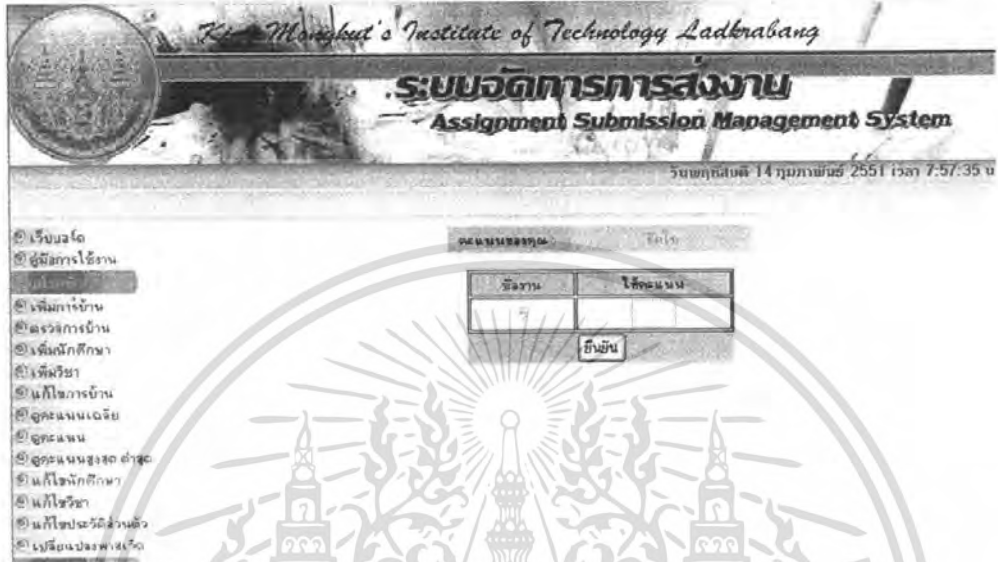 King Mongkut's Institute of Technology Ladkrabang
ระบบจัดการการส่งงาน
Assignment Submission Management System
วันพฤหัสบดี 14 กุมภาพันธ์ 2551 เวลา 7:57:35 น
เว็บบอร์ด
คู่มือการใช้งาน
เพิ่มการบ้าน
ตรวจการบ้าน
เพิ่มนักศึกษา
เพิ่มวิชา
แก้ไขการบ้าน
ดูคะแนนเฉลี่ย
ดูคะแนน
ดูคะแนนสูงสุด ต่ำสุด
แก้ไขนักศึกษา
แก้ไขวิชา
แก้ไขประวัติส่วนตัว
เปลี่ยนแปลงพาสเวิด
คะแนนของคุณ
ชื่องาน ให้คะแนน
ยืนยัน